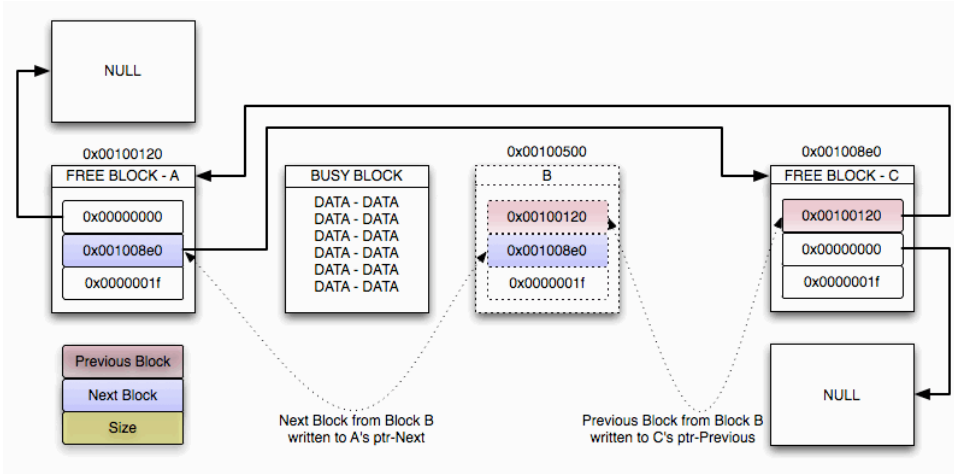 NULL
0x00100120
FREE BLOCK - A
0x00000000
0x001008e0
0x0000001f
BUSY BLOCK
DATA - DATA
DATA - DATA
DATA - DATA
DATA - DATA
DATA - DATA
DATA - DATA
0x00100500
B
0x00100120
0x001008e0
0x0000001f
0x001008e0
FREE BLOCK - C
0x00100120
0x00000000
0x0000001f
Previous Block
Next Block
Size
Next Block from Block B
written to A's ptr-Next
Previous Block from Block B
written to C's ptr-Previous
NULL